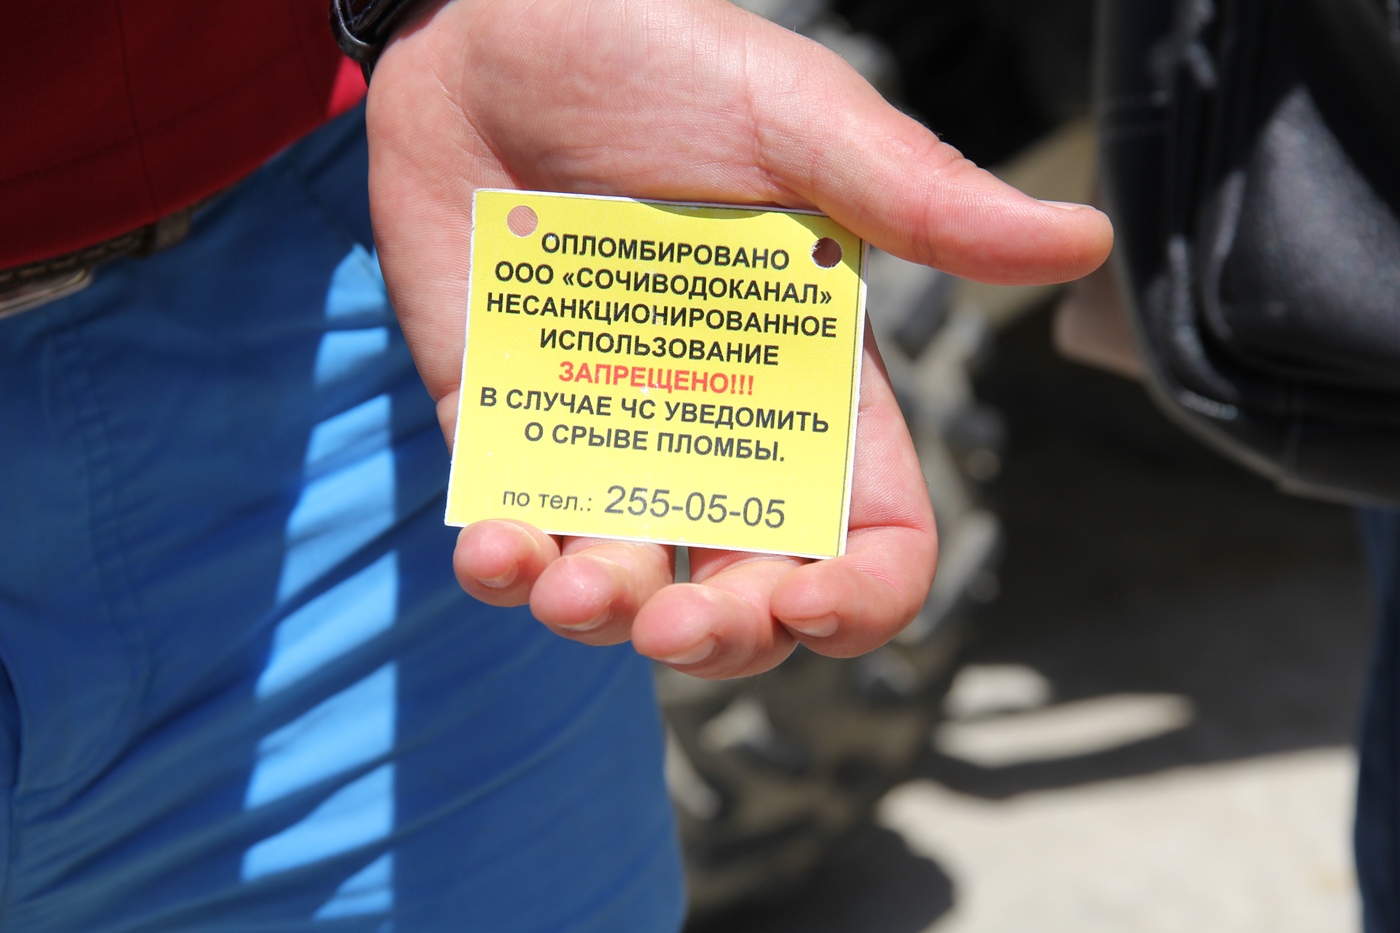 ОПЛОМБИРОВАНО
ООО «СОЧИВОДОКАНАЛ»
НЕСАНКЦИОНИРОВАННОЕ
ИСПОЛЬЗОВАНИЕ
ЗАПРЕЩЕНО!!!
В СЛУЧАЕ ЧС УВЕДОМИТЬ
О СРЫВЕ ПЛОМБЫ.
по тел.: 255-05-05